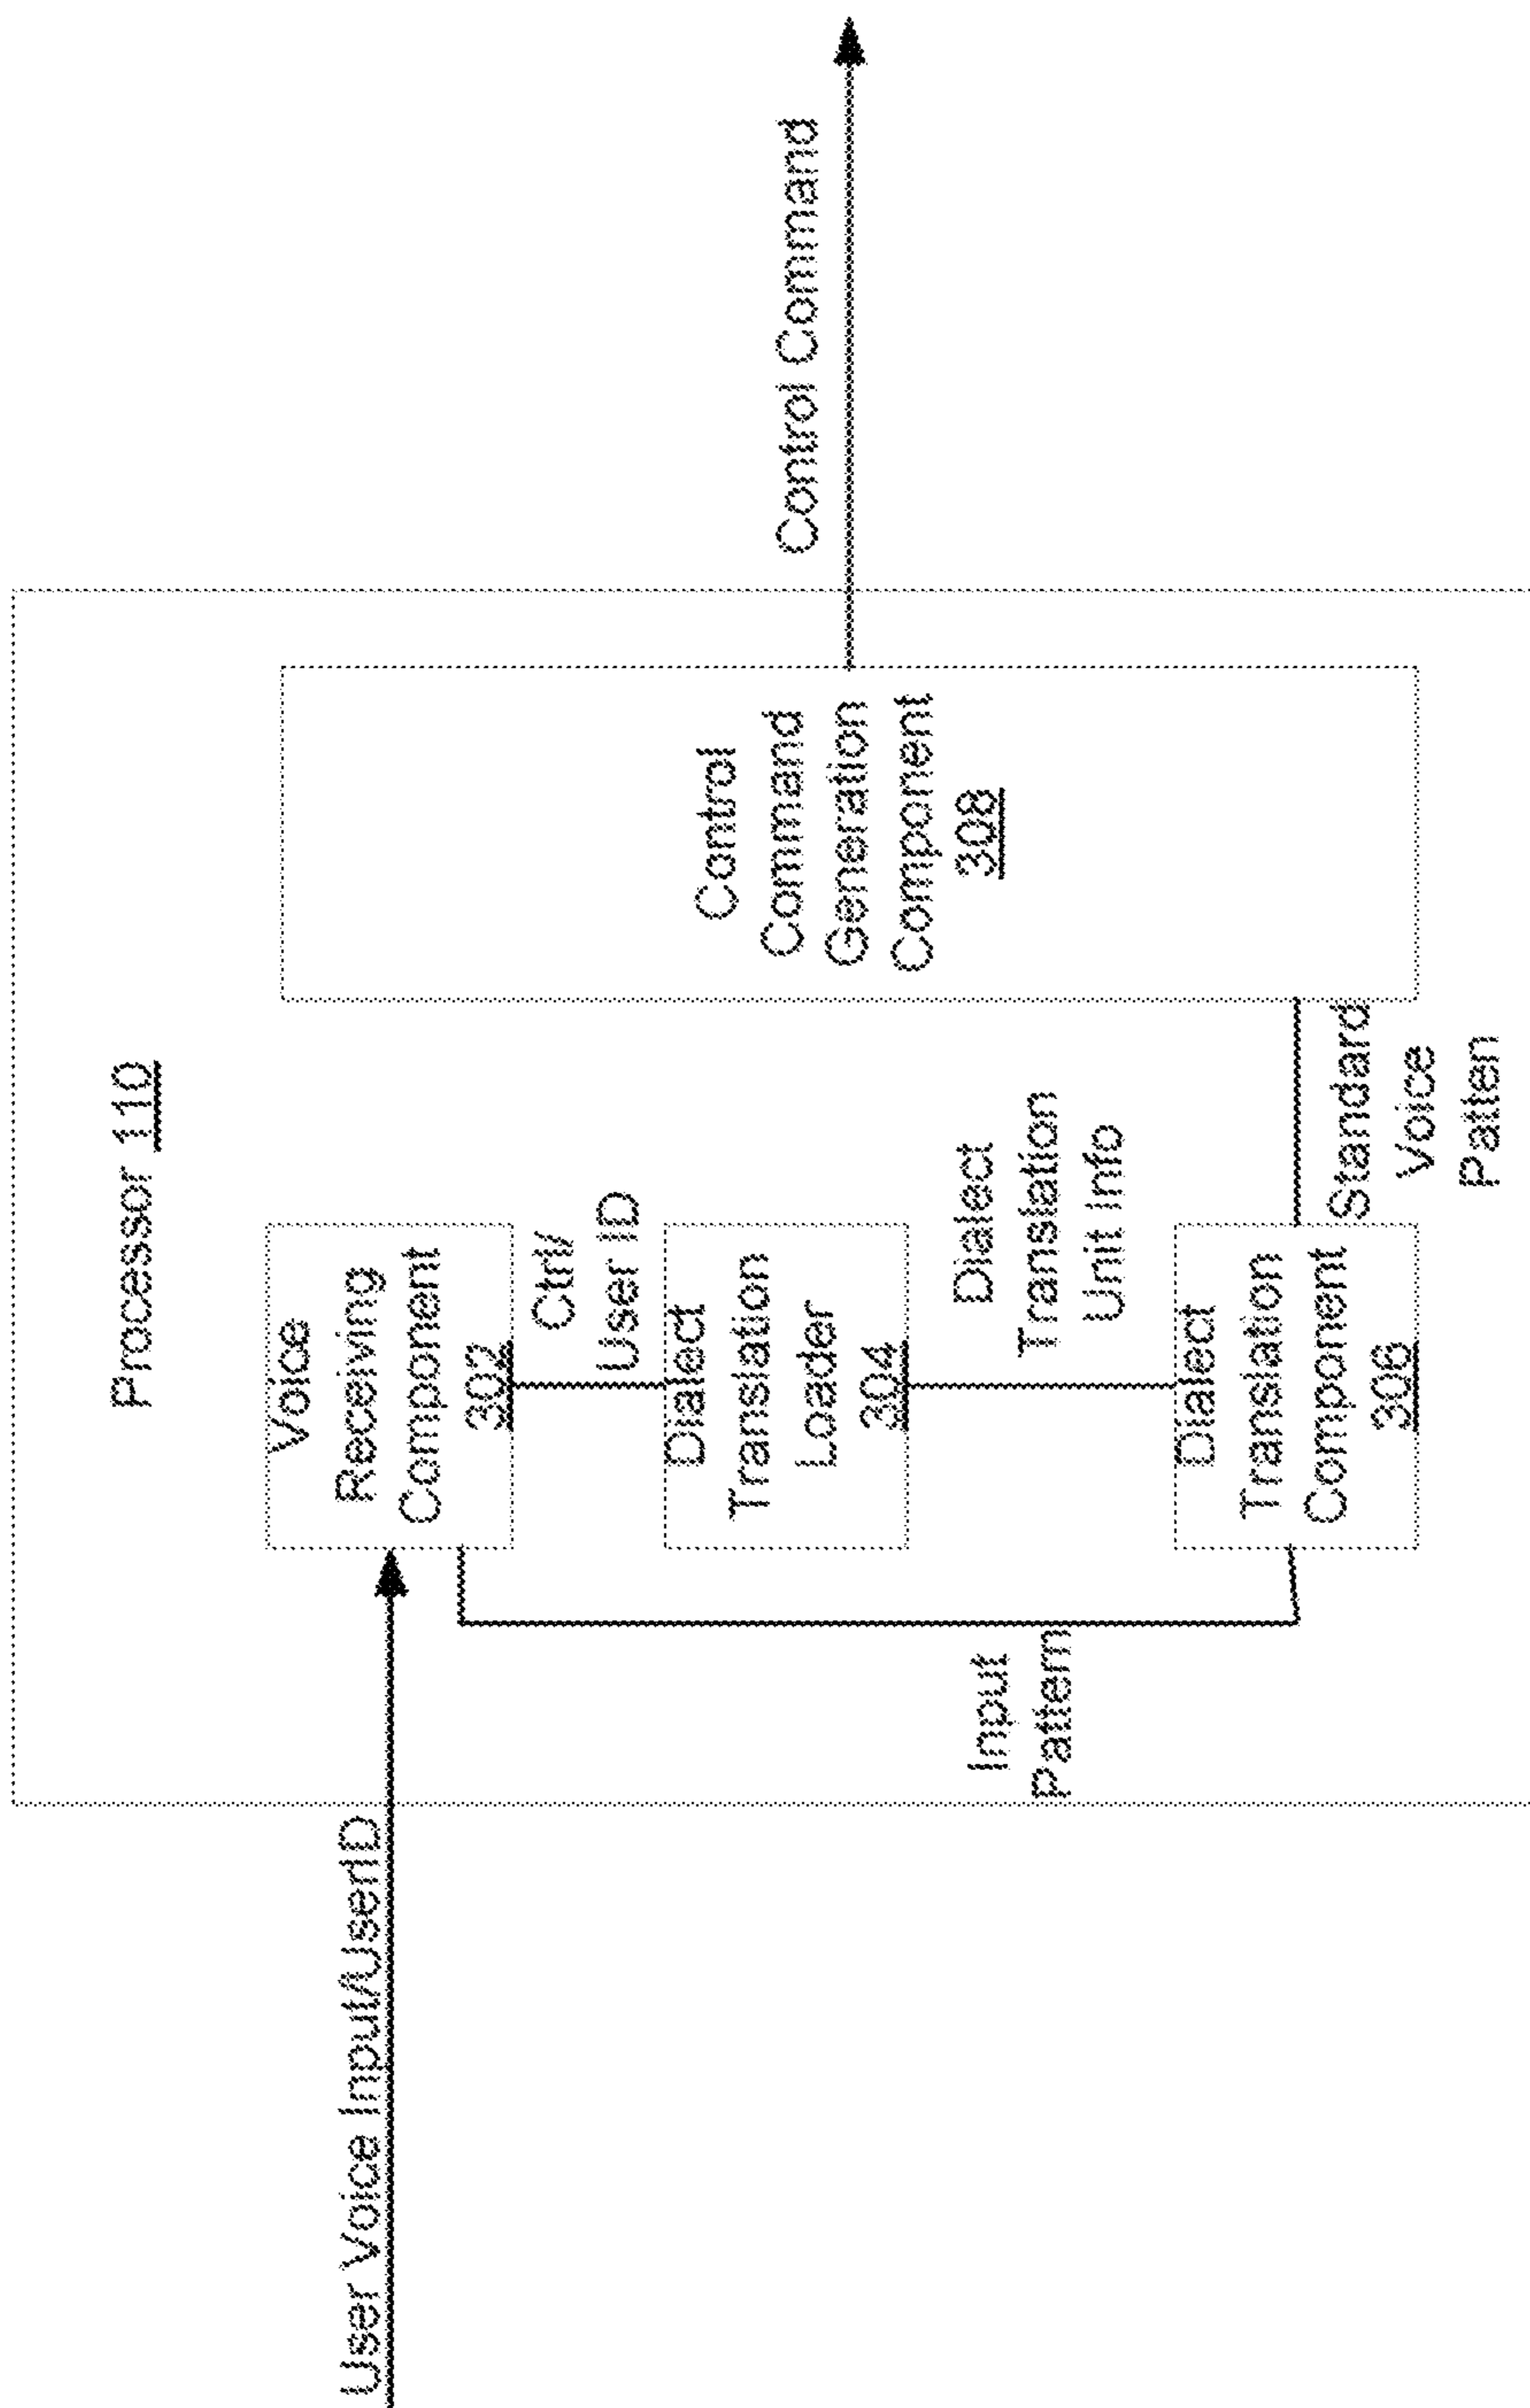 Processor 110
User Voice Input/UserID
Voice
Receiving
Component
302
Ctrl/
User ID
Dialect
Translation
Loader
304
Dialect
Translation
Unit Info
Dialect
Translation
Component
306
Input
Pattern
Standard
Voice
Patten
Control
Command
Generation
Component
308
Control Command